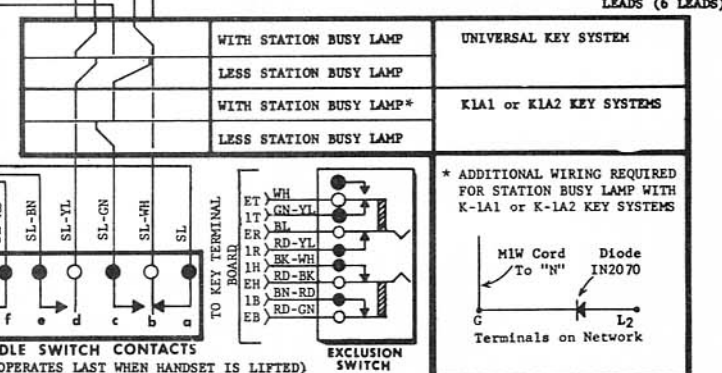 LEADS (6 LEADS)
WITH STATION BUSY LAMP
UNIVERSAL KEY SYSTEM
LESS STATION BUSY LAMP
WITH STATION BUSY LAMP*
K1A1 or K1A2 KEY SYSTEMS
LESS STATION BUSY LAMP
SL-BN
SL-YL
SL-GN
SL-WH
SL
f e d c b a
DLE SWITCH CONTACTS
OPERATES LAST WHEN HANDSET IS LIFTED)
TO KEY TERMINAL
BOARD
ET WH
1T GN-YL
ER BL
1R RD-YL
1H BK-WH
EH RD-BK
1B BN-RD
EB RD-GN
EXCLUSION
SWITCH
* ADDITIONAL WIRING REQUIRED
FOR STATION BUSY LAMP WITH
K-1A1 or K-1A2 KEY SYSTEMS
M1W Cord
To "N"
Diode
IN2070
G
L2
Terminals on Network